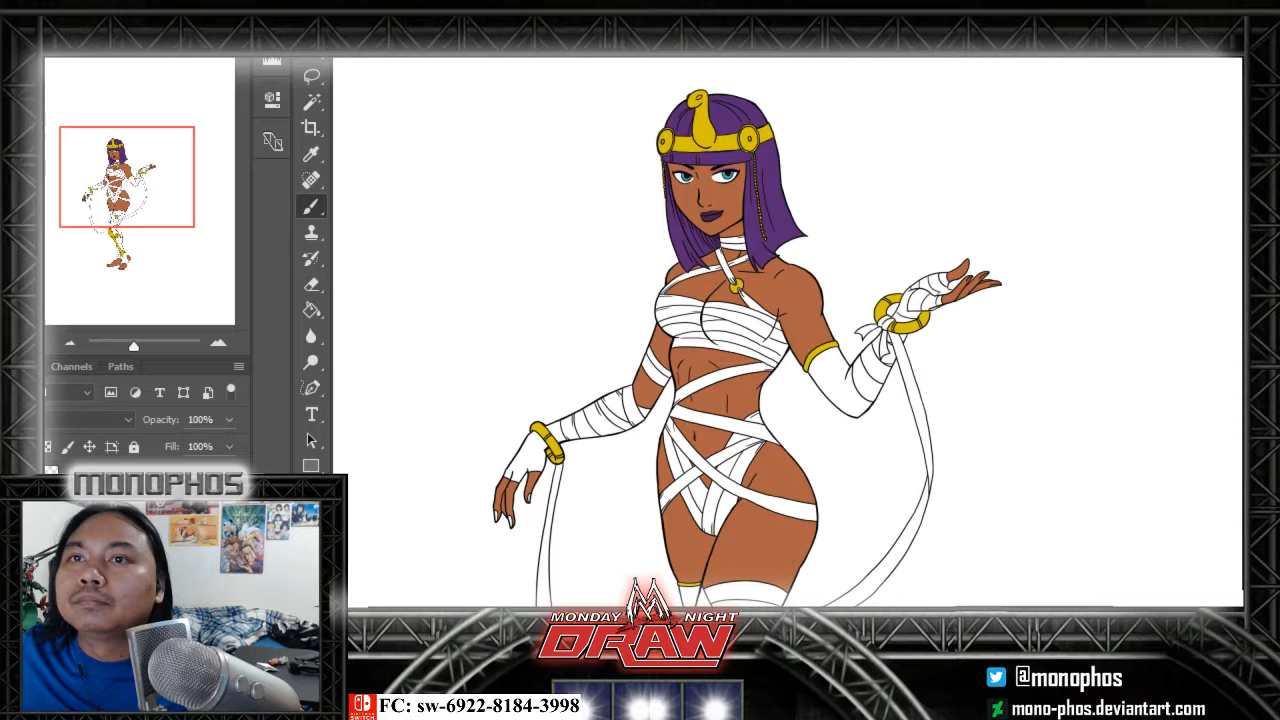 Channels Paths
Opacity: 100%
Fill: 100%
MONOPHOS
MONDAY NIGHT
DRAW
FC: sw-6922-8184-3998
SWITCH
@monophos
mono-phos.deviantart.com